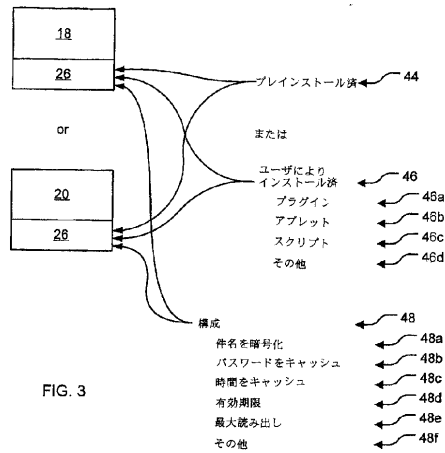 18
26
プレインストール済
44
or
または
ユーザにより
インストール済
46
20
26
プラグイン
46a
アプレット
46b
スクリプト
46c
その他
46d
構成
48
件名を暗号化
48a
パスワードをキャッシュ
48b
時間をキャッシュ
48c
有効期限
48d
最大読み出し
48e
その他
48f
FIG. 3